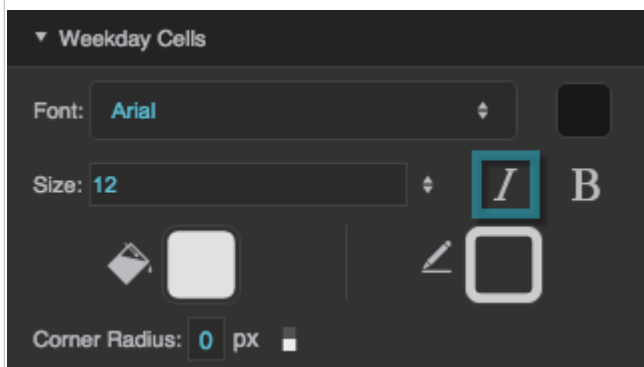 ▼ Weekday Cells
Font: Arial
Size: 12 I B
Corner Radius: 0 px